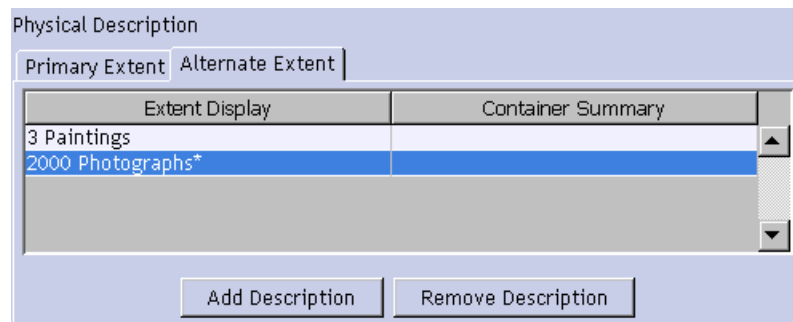 Physical Description
Primary Extent Alternate Extent
Extent Display Container Summary
3 Paintings
2000 Photographs*
Add Description Remove Description